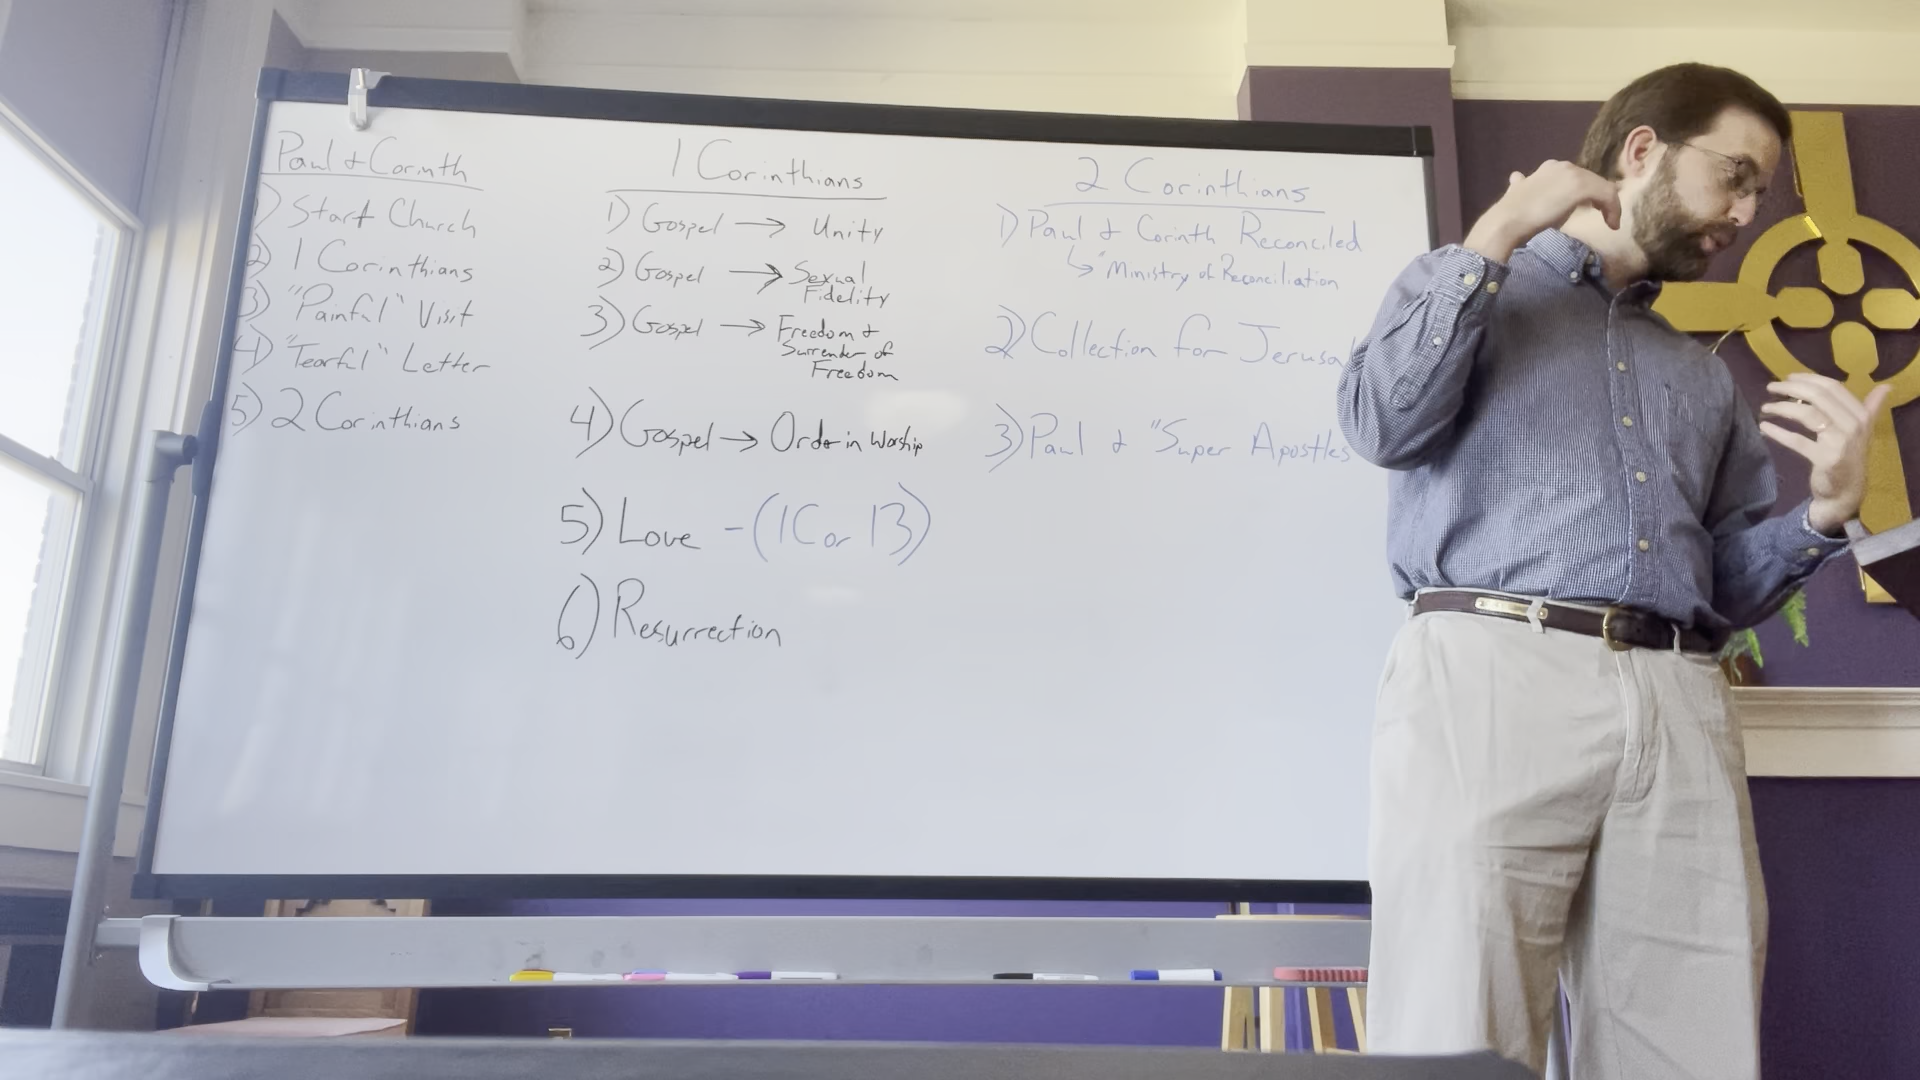 Paul & Corinth
1) Start Church
2) 1 Corinthians
3) "Painful" Visit
4) "Tearful" Letter
5) 2 Corinthians
1 Corinthians
1) Gospel → Unity
2) Gospel → Sexual
Fidelity
3) Gospel → Freedom &
Surrender of
Freedom
4) Gospel → Order in Worship
5) Love - (1 Cor 13)
6) Resurrection
2 Corinthians
1) Paul & Corinth Reconciled
↳ "Ministry of Reconciliation
2) Collection for Jerusa
3) Paul & "Super Apostles